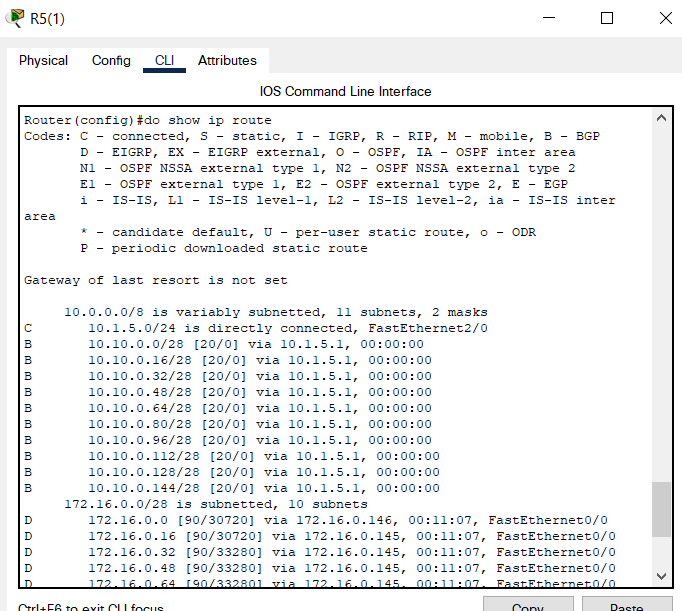 R5(1)
Physical Config CLI Attributes
IOS Command Line Interface
Router(config)#do show ip route
Codes: C - connected, S - static, I - IGRP, R - RIP, M - mobile, B - BGP
D - EIGRP, EX - EIGRP external, O - OSPF, IA - OSPF inter area
N1 - OSPF NSSA external type 1, N2 - OSPF NSSA external type 2
E1 - OSPF external type 1, E2 - OSPF external type 2, E - EGP
i - IS-IS, L1 - IS-IS level-1, L2 - IS-IS level-2, ia - IS-IS inter
area
* - candidate default, U - per-user static route, o - ODR
P - periodic downloaded static route
Gateway of last resort is not set
10.0.0.0/8 is variably subnetted, 11 subnets, 2 masks
C 10.1.5.0/24 is directly connected, FastEthernet2/0
B 10.10.0.0/28 [20/0] via 10.1.5.1, 00:00:00
B 10.10.0.16/28 [20/0] via 10.1.5.1, 00:00:00
B 10.10.0.32/28 [20/0] via 10.1.5.1, 00:00:00
B 10.10.0.48/28 [20/0] via 10.1.5.1, 00:00:00
B 10.10.0.64/28 [20/0] via 10.1.5.1, 00:00:00
B 10.10.0.80/28 [20/0] via 10.1.5.1, 00:00:00
B 10.10.0.96/28 [20/0] via 10.1.5.1, 00:00:00
B 10.10.0.112/28 [20/0] via 10.1.5.1, 00:00:00
B 10.10.0.128/28 [20/0] via 10.1.5.1, 00:00:00
B 10.10.0.144/28 [20/0] via 10.1.5.1, 00:00:00
172.16.0.0/28 is subnetted, 10 subnets
D 172.16.0.0 [90/30720] via 172.16.0.146, 00:11:07, FastEthernet0/0
D 172.16.0.16 [90/30720] via 172.16.0.145, 00:11:07, FastEthernet0/0
D 172.16.0.32 [90/33280] via 172.16.0.145, 00:11:07, FastEthernet0/0
D 172.16.0.48 [90/33280] via 172.16.0.145, 00:11:07, FastEthernet0/0
D 172.16.0.64 [90/33280] via 172.16.0.145, 00:11:07, FastEthernet0/0
Ctrl+F6 to exit CLI focus Copy Paste